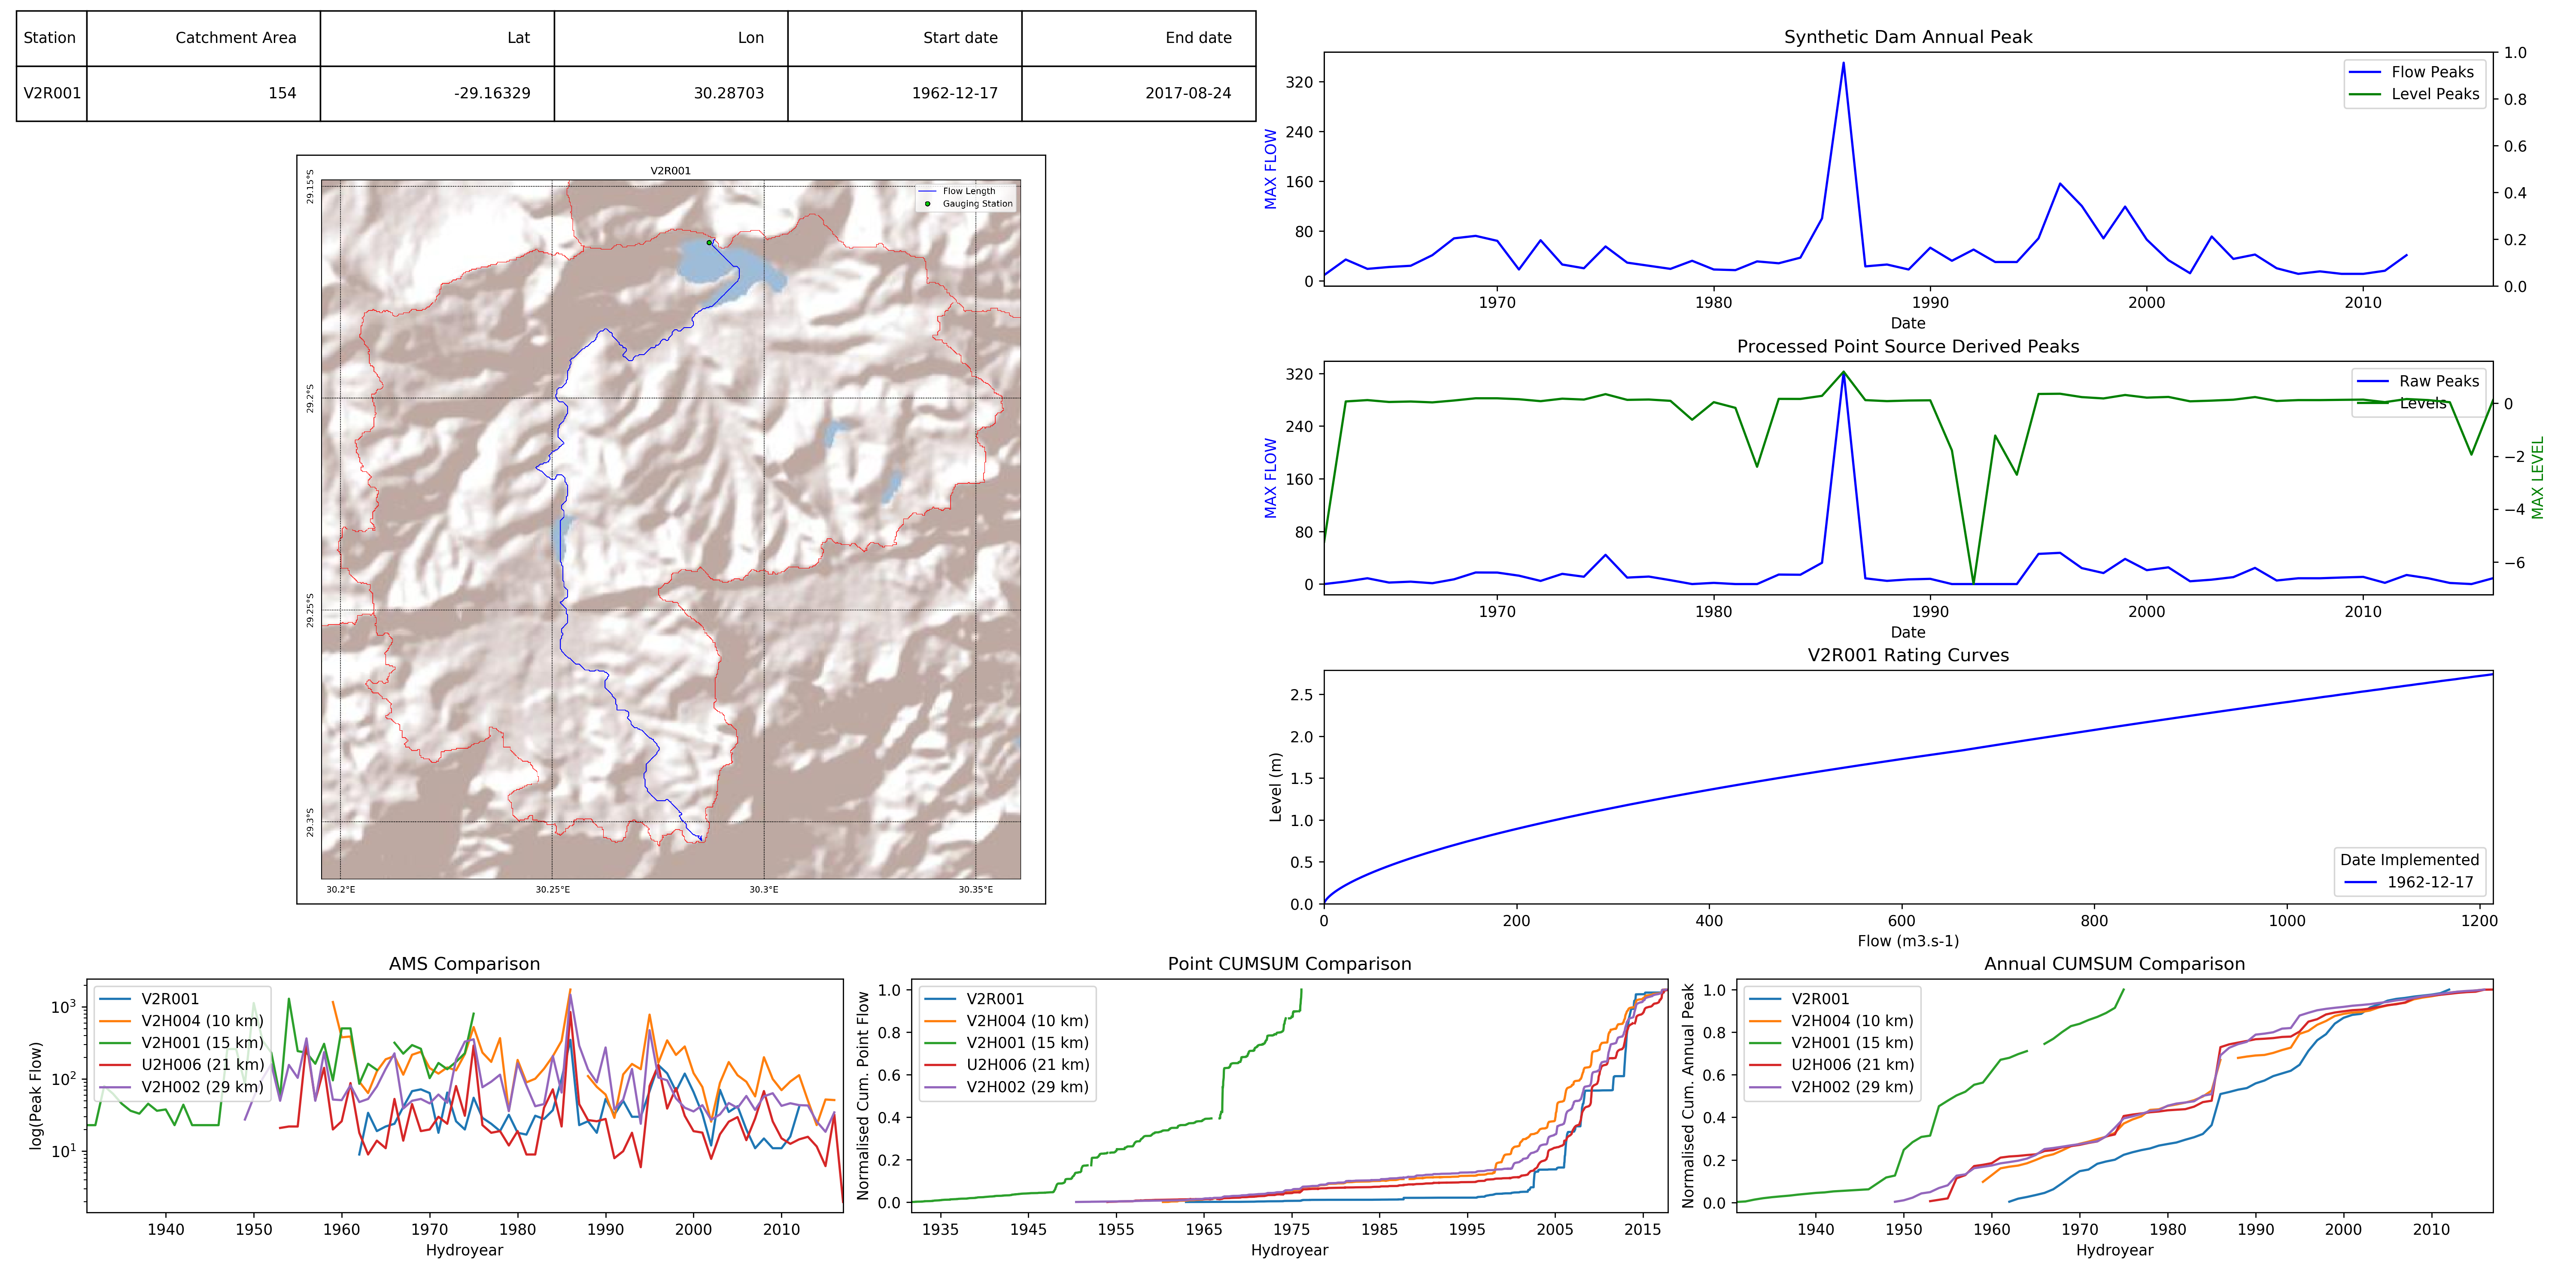 Station Catchment Area Lat Lon Start date End date
V2R001 154 -29.16329 30.28703 1962-12-17 2017-08-24
V2R001
Flow Length
Gauging Station
29.15°S
29.2°S
29.25°S
29.3°S
30.2°E 30.25°E 30.3°E 30.35°E
Synthetic Dam Annual Peak
MAX FLOW
320
240
160
80
0
1.0
0.8
0.6
0.4
0.2
0.0
Flow Peaks
Level Peaks
1970 1980 1990 2000 2010
Date
Processed Point Source Derived Peaks
MAX FLOW
320
240
160
80
0
0
−2
−4
−6
MAX LEVEL
Raw Peaks
Levels
1970 1980 1990 2000 2010
Date
V2R001 Rating Curves
Level (m)
2.5
2.0
1.5
1.0
0.5
0.0
Date Implemented
1962-12-17
0 200 400 600 800 1000 1200
Flow (m3.s-1)
AMS Comparison
log(Peak Flow)
10³
10²
10¹
V2R001
V2H004 (10 km)
V2H001 (15 km)
U2H006 (21 km)
V2H002 (29 km)
1940 1950 1960 1970 1980 1990 2000 2010
Hydroyear
Point CUMSUM Comparison
Normalised Cum. Point Flow
1.0
0.8
0.6
0.4
0.2
0.0
V2R001
V2H004 (10 km)
V2H001 (15 km)
U2H006 (21 km)
V2H002 (29 km)
1935 1945 1955 1965 1975 1985 1995 2005 2015
Hydroyear
Annual CUMSUM Comparison
Normalised Cum. Annual Peak
1.0
0.8
0.6
0.4
0.2
0.0
V2R001
V2H004 (10 km)
V2H001 (15 km)
U2H006 (21 km)
V2H002 (29 km)
1940 1950 1960 1970 1980 1990 2000 2010
Hydroyear